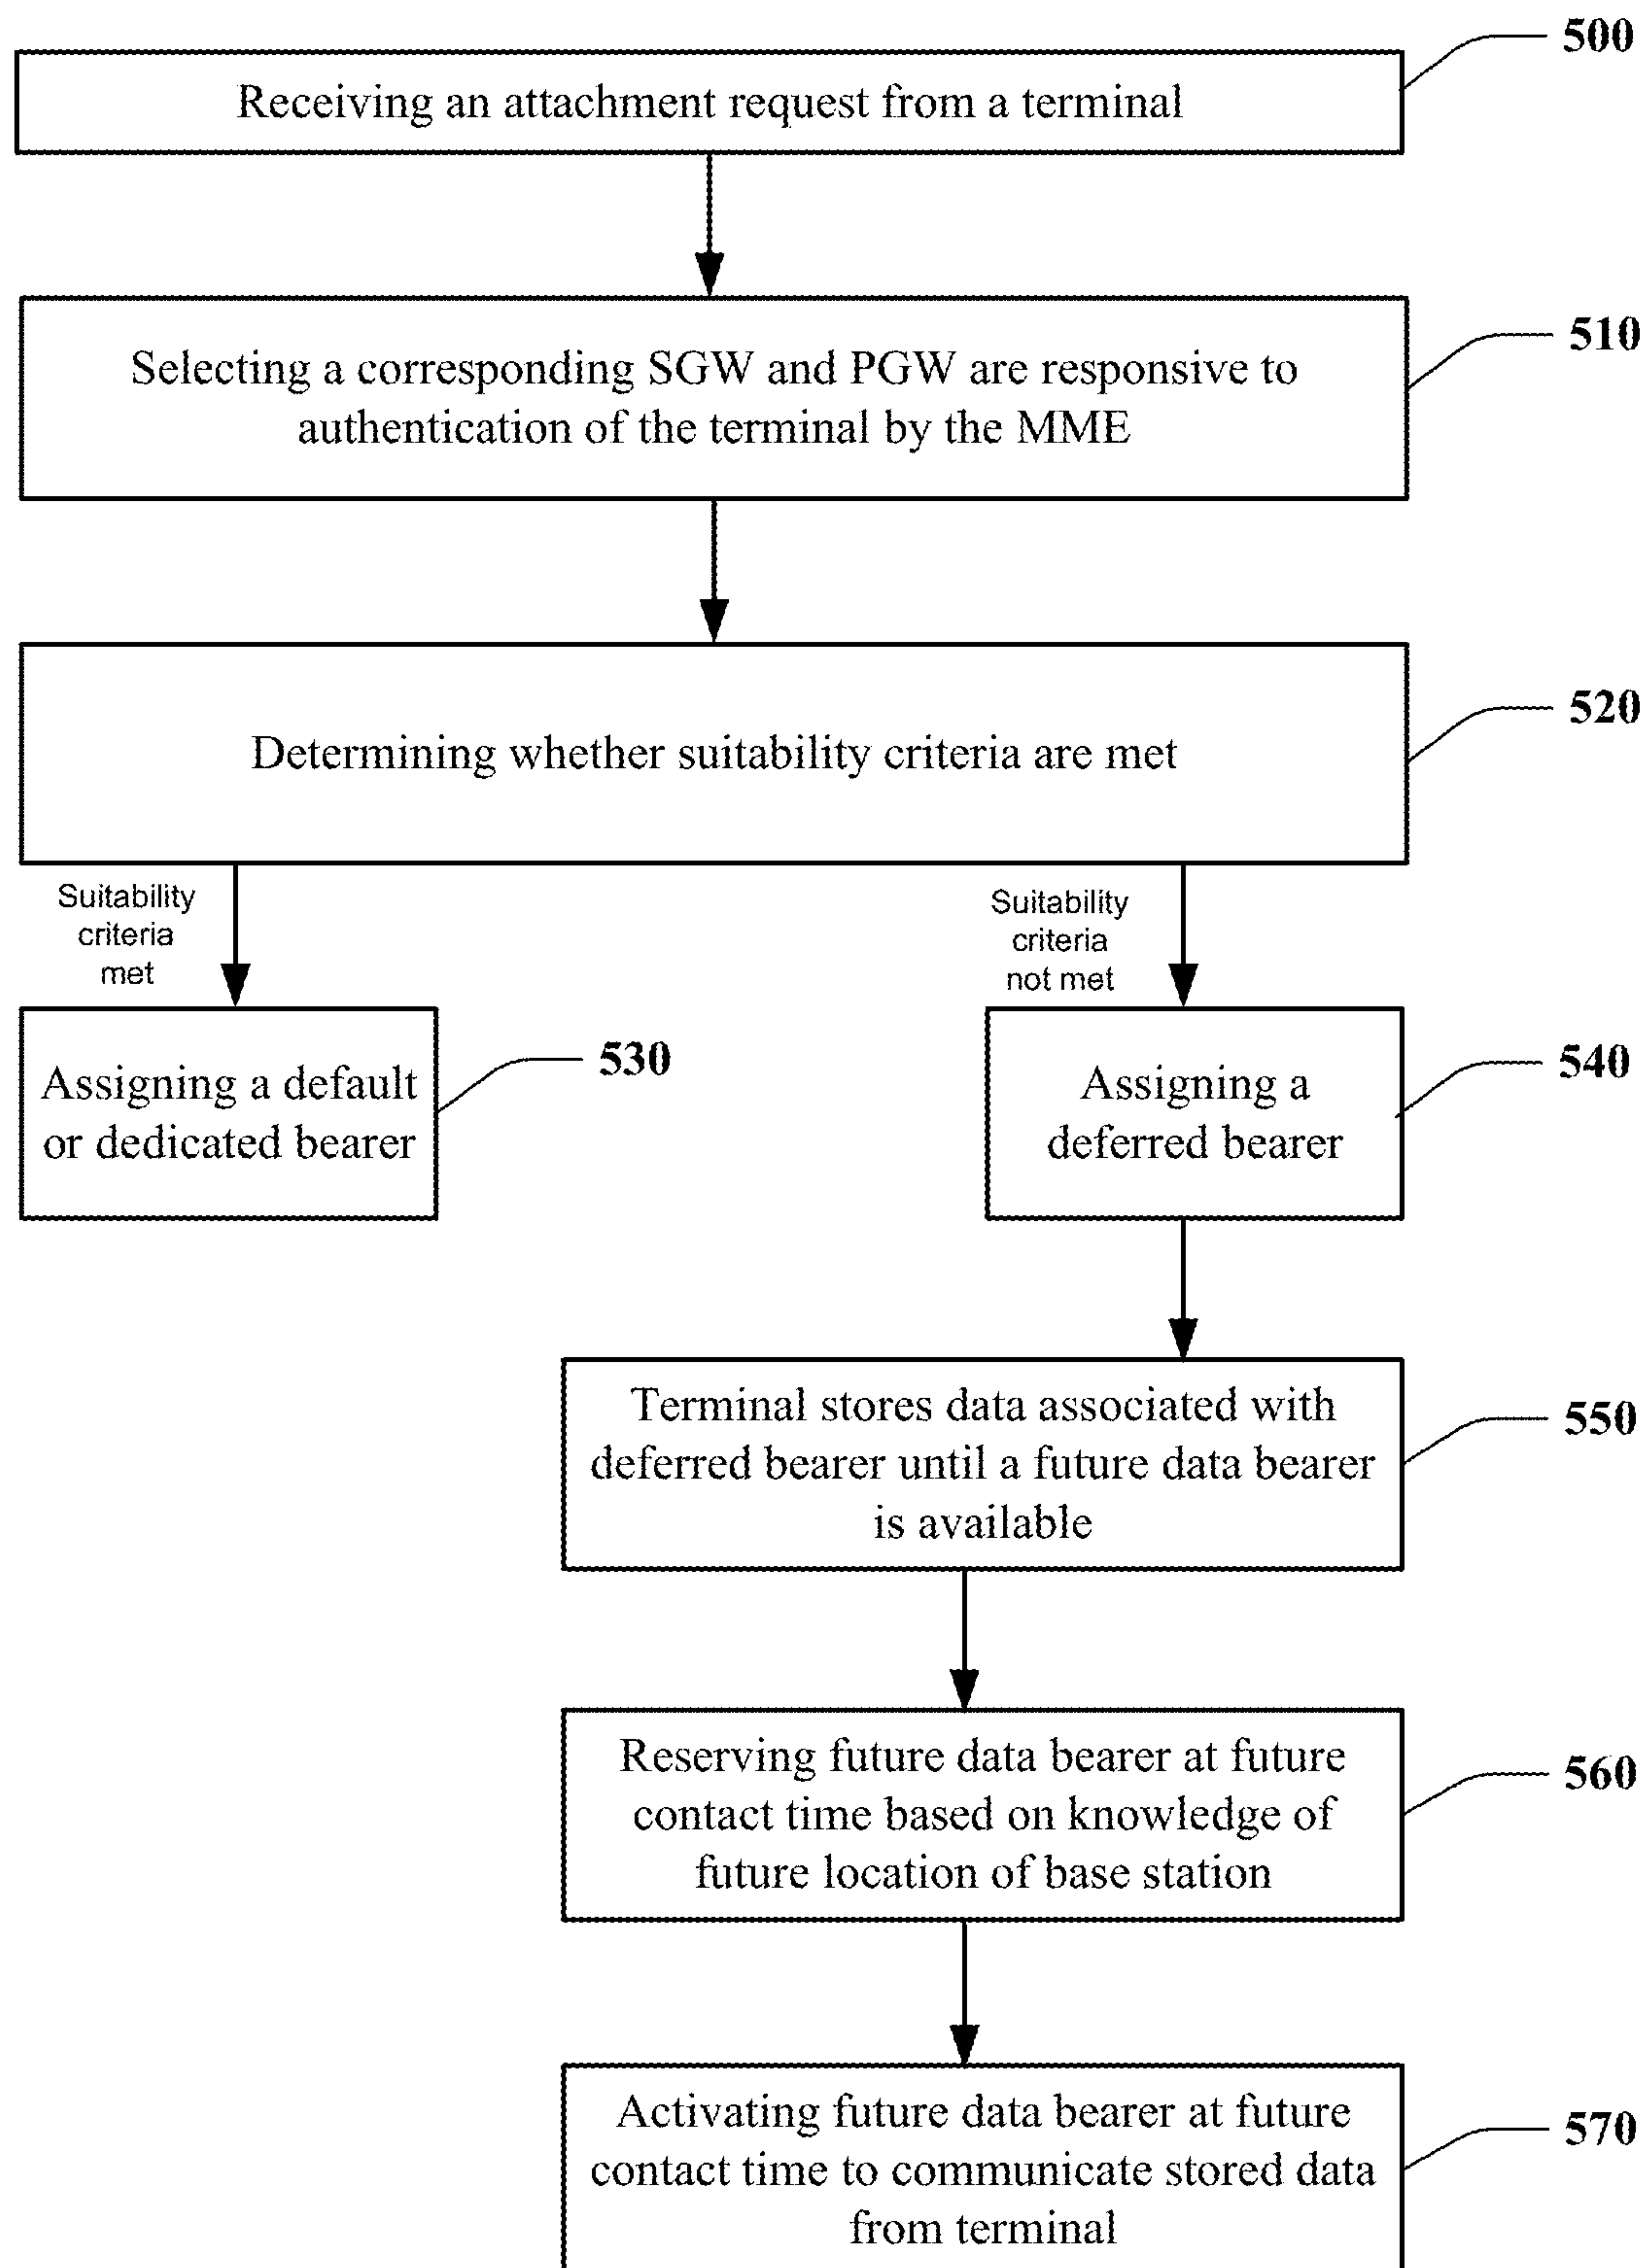 500
Receiving an attachment request from a terminal
510
Selecting a corresponding SGW and PGW are responsive to
authentication of the terminal by the MME
520
Determining whether suitability criteria are met
Suitability
criteria
met
Suitability
criteria
not met
Assigning a default
or dedicated bearer
530
Assigning a
deferred bearer
540
Terminal stores data associated with
deferred bearer until a future data bearer
is available
550
Reserving future data bearer at future
contact time based on knowledge of
future location of base station
560
Activating future data bearer at future
contact time to communicate stored data
from terminal
570